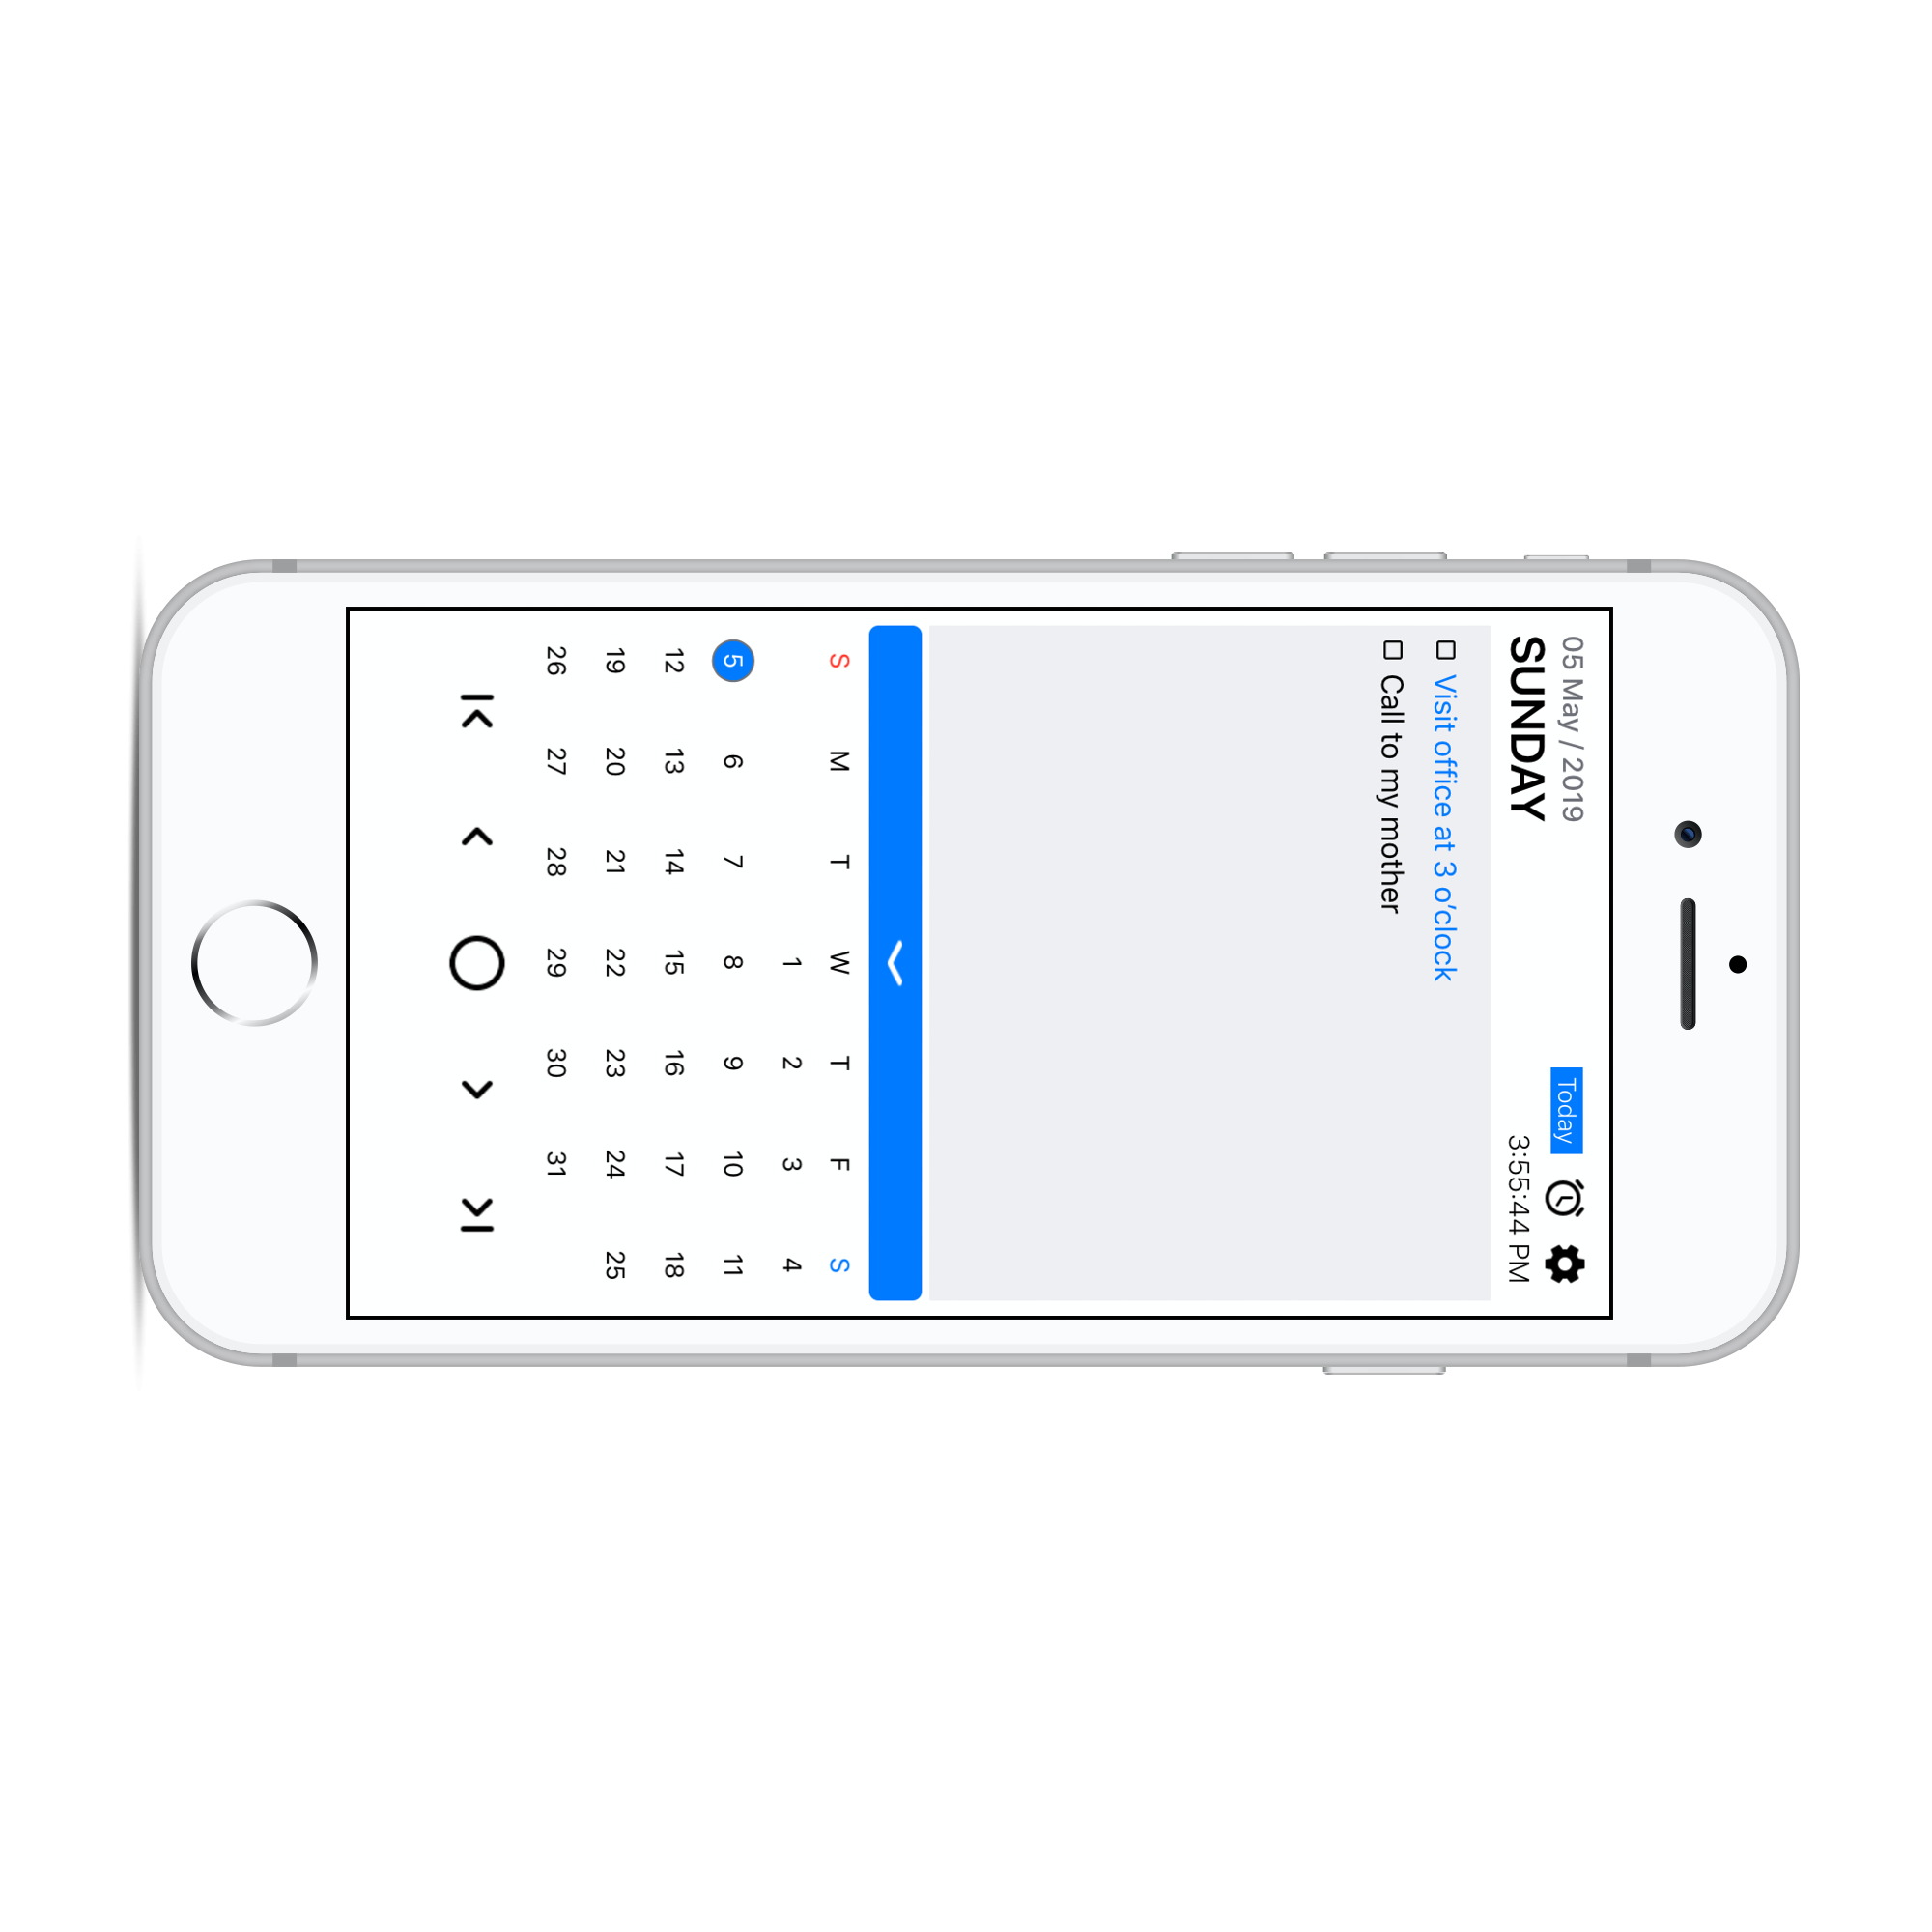 05 May / 2019
Today
SUNDAY
3:55:44 PM
Visit office at 3 o'clock
Call to my mother
S M T W T F S
1 2 3 4
5 6 7 8 9 10 11
12 13 14 15 16 17 18
19 20 21 22 23 24 25
26 27 28 29 30 31